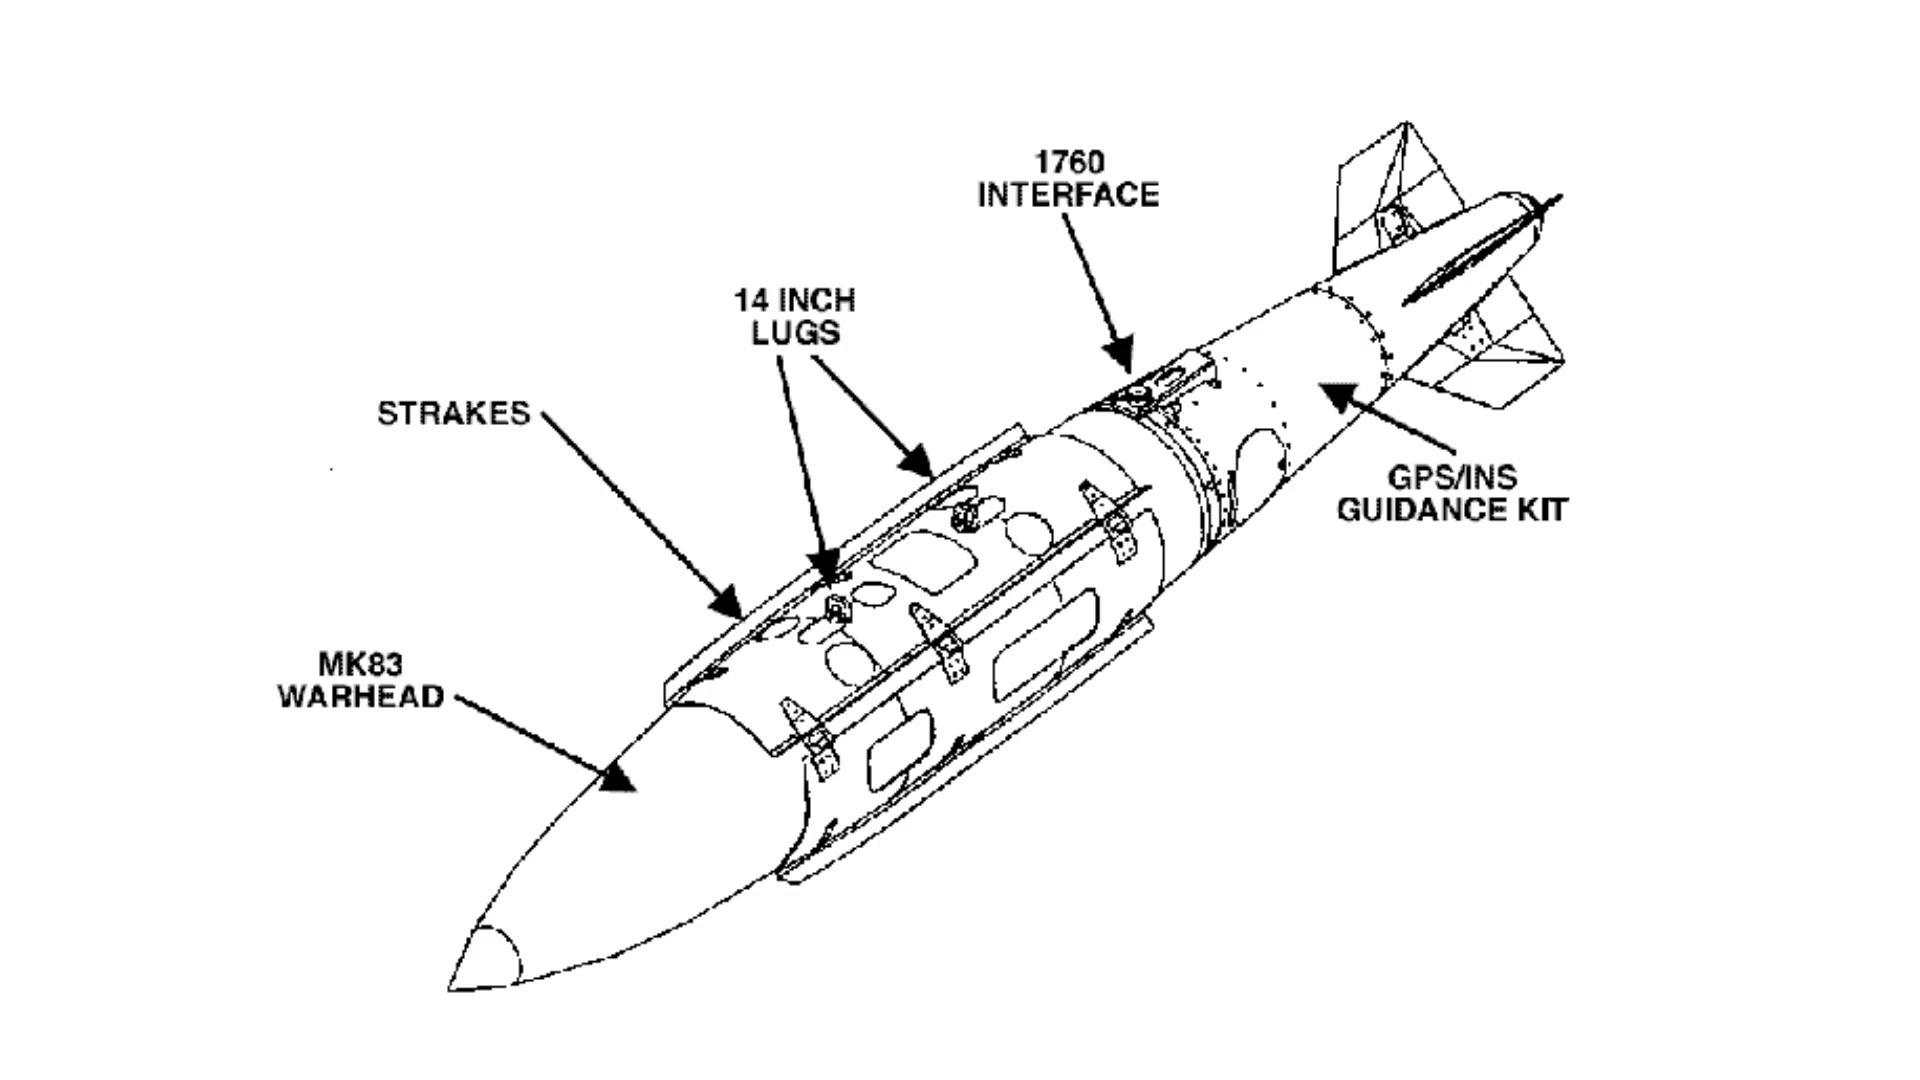 1760
INTERFACE
14 INCH
LUGS
STRAKES
GPS/INS
GUIDANCE KIT
MK83
WARHEAD